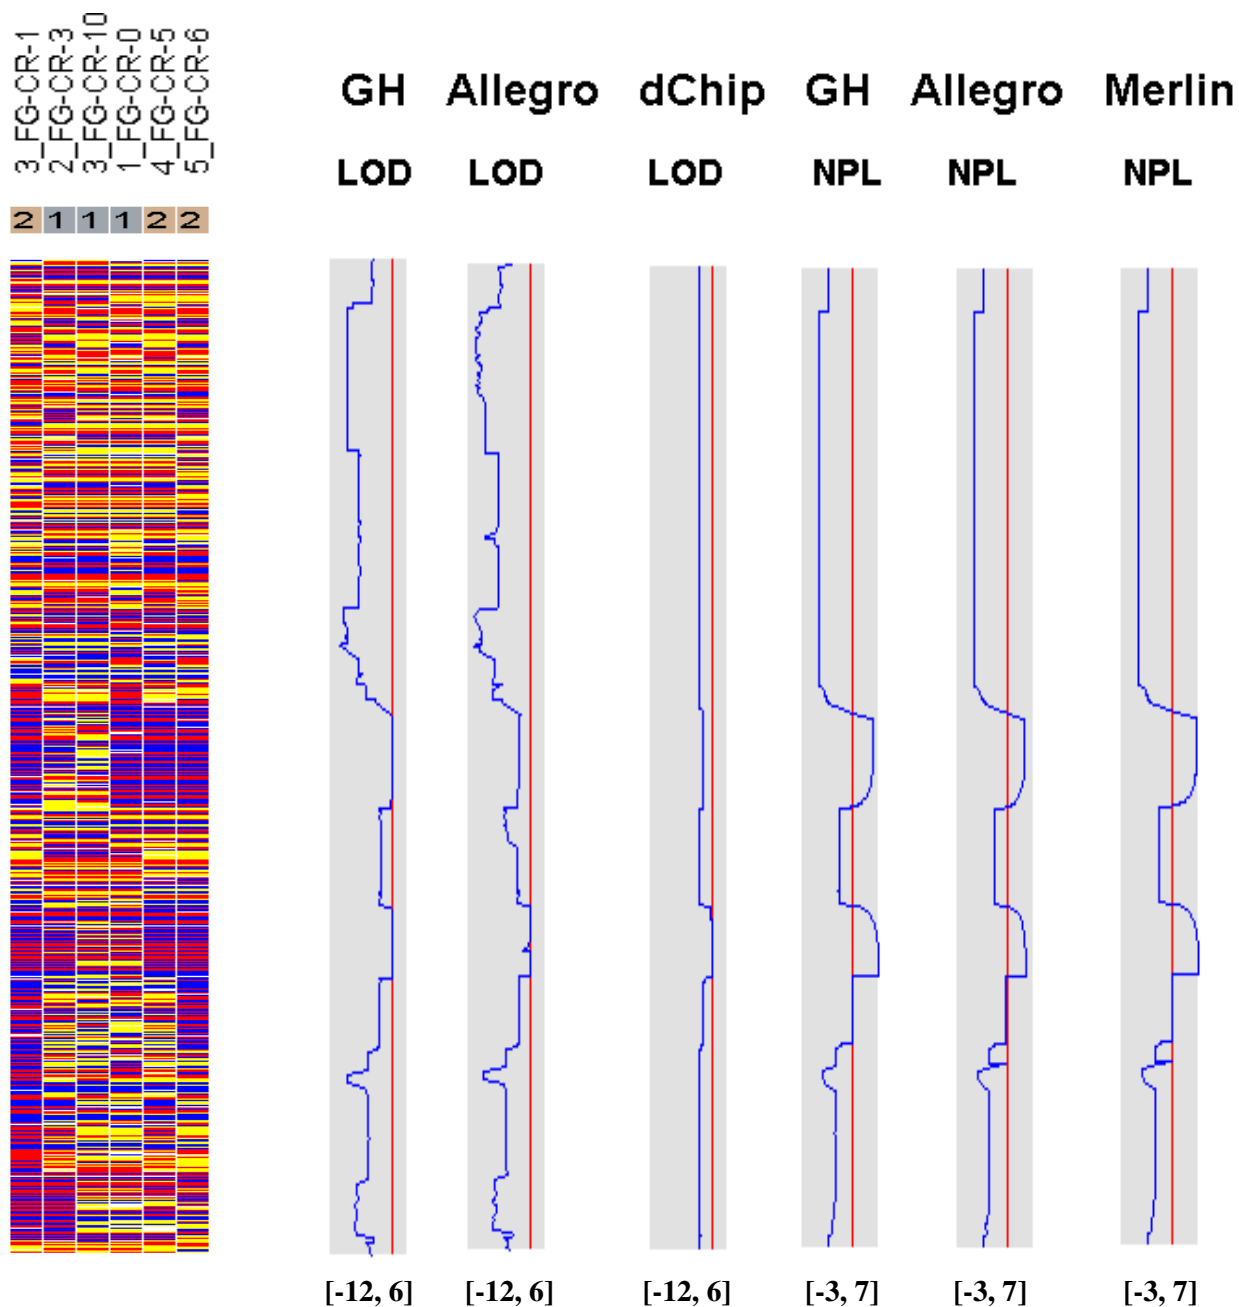 3_FG-CR-1
2_FG-CR-3
3_FG-CR-10
1_FG-CR-0
4_FG-CR-5
5_FG-CR-6
GH Allegro dChip GH Allegro Merlin
LOD LOD LOD NPL NPL NPL
2 1 1 1 2 2
[-12, 6] [-12, 6] [-12, 6] [-3, 7] [-3, 7] [-3, 7]